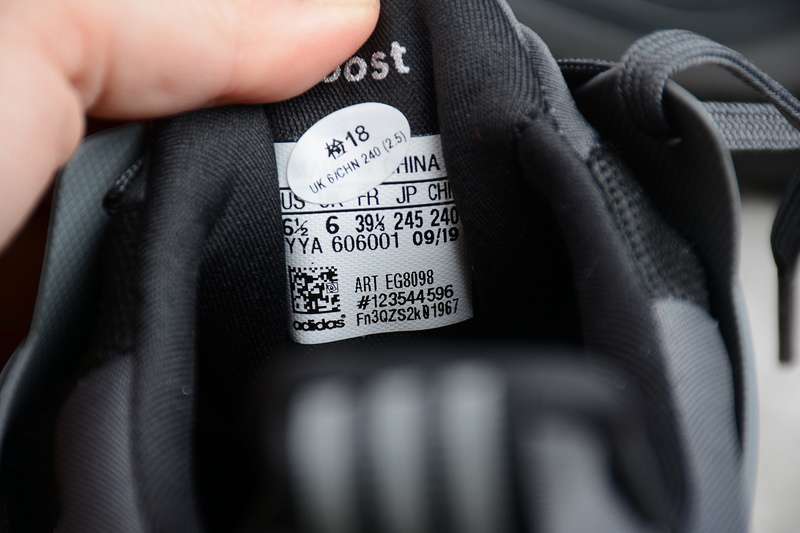 boost
检18
UK 6/CHN 240 (2.5)
CHINA
US UK FR JP CHN
6½ 6 39⅓ 245 240
YYA 606001 09/19
ART EG8098
#123544596
Fn3QZS2k01967
adidas